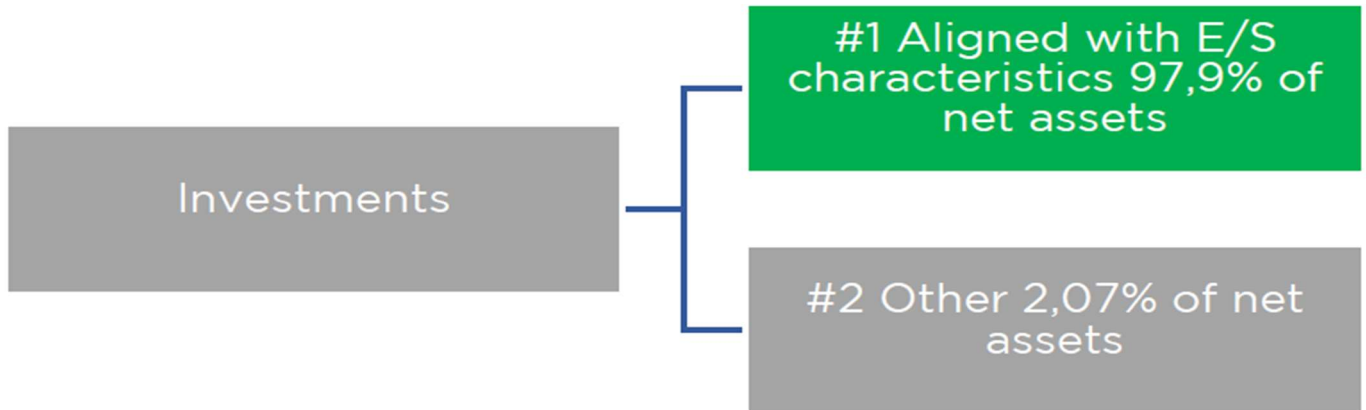 #1 Aligned with E/S
characteristics 97,9% of
net assets
Investments
#2 Other 2,07% of net
assets